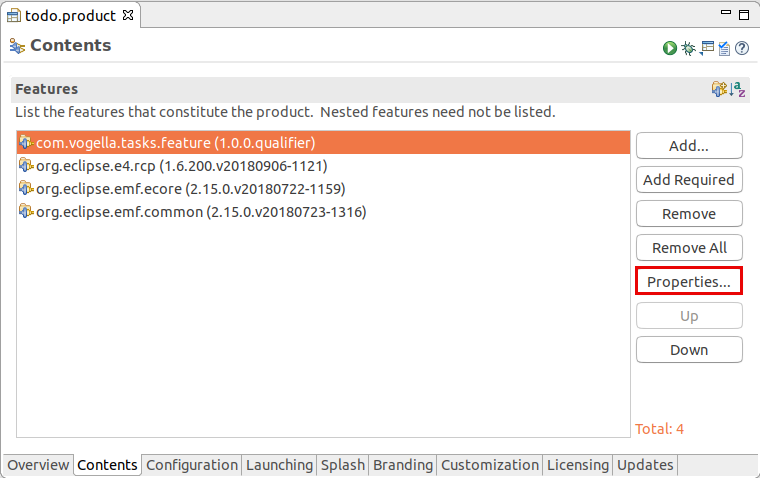 todo.product
Contents
Features
List the features that constitute the product. Nested features need not be listed.
com.vogella.tasks.feature (1.0.0.qualifier)
org.eclipse.e4.rcp (1.6.200.v20180906-1121)
org.eclipse.emf.ecore (2.15.0.v20180722-1159)
org.eclipse.emf.common (2.15.0.v20180723-1316)
Add...
Add Required
Remove
Remove All
Properties...
Up
Down
Total: 4
Overview Contents Configuration Launching Splash Branding Customization Licensing Updates